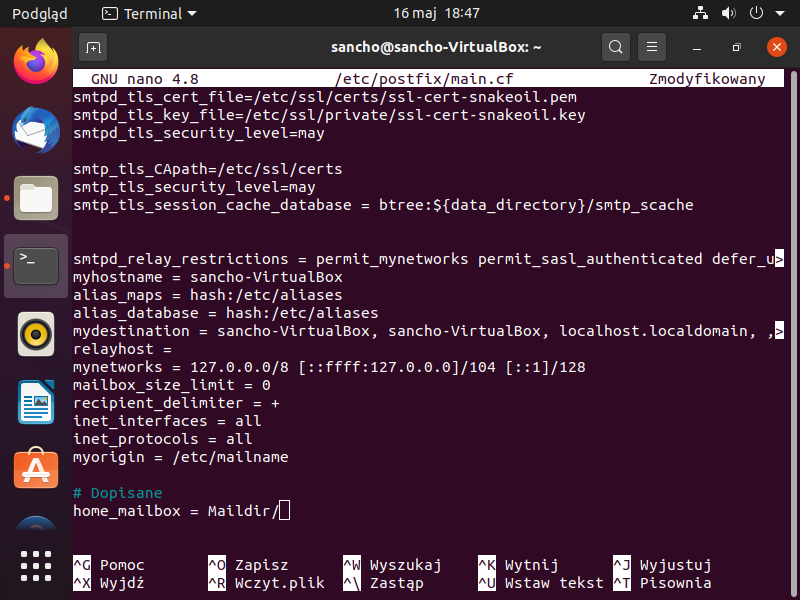 Podgląd Terminal 16 maj 18:47
sancho@sancho-VirtualBox: ~
GNU nano 4.8 /etc/postfix/main.cf Zmodyfikowany
smtpd_tls_cert_file=/etc/ssl/certs/ssl-cert-snakeoil.pem
smtpd_tls_key_file=/etc/ssl/private/ssl-cert-snakeoil.key
smtpd_tls_security_level=may
smtp_tls_CApath=/etc/ssl/certs
smtp_tls_security_level=may
smtp_tls_session_cache_database = btree:${data_directory}/smtp_scache
smtpd_relay_restrictions = permit_mynetworks permit_sasl_authenticated defer_u>
myhostname = sancho-VirtualBox
alias_maps = hash:/etc/aliases
alias_database = hash:/etc/aliases
mydestination = sancho-VirtualBox, sancho-VirtualBox, localhost.localdomain, ,>
relayhost =
mynetworks = 127.0.0.0/8 [::ffff:127.0.0.0]/104 [::1]/128
mailbox_size_limit = 0
recipient_delimiter = +
inet_interfaces = all
inet_protocols = all
myorigin = /etc/mailname
# Dopisane
home_mailbox = Maildir/
^G Pomoc ^O Zapisz ^W Wyszukaj ^K Wytnij ^J Wyjustuj
^X Wyjdź ^R Wczyt.plik ^\ Zastąp ^U Wstaw tekst ^T Pisownia